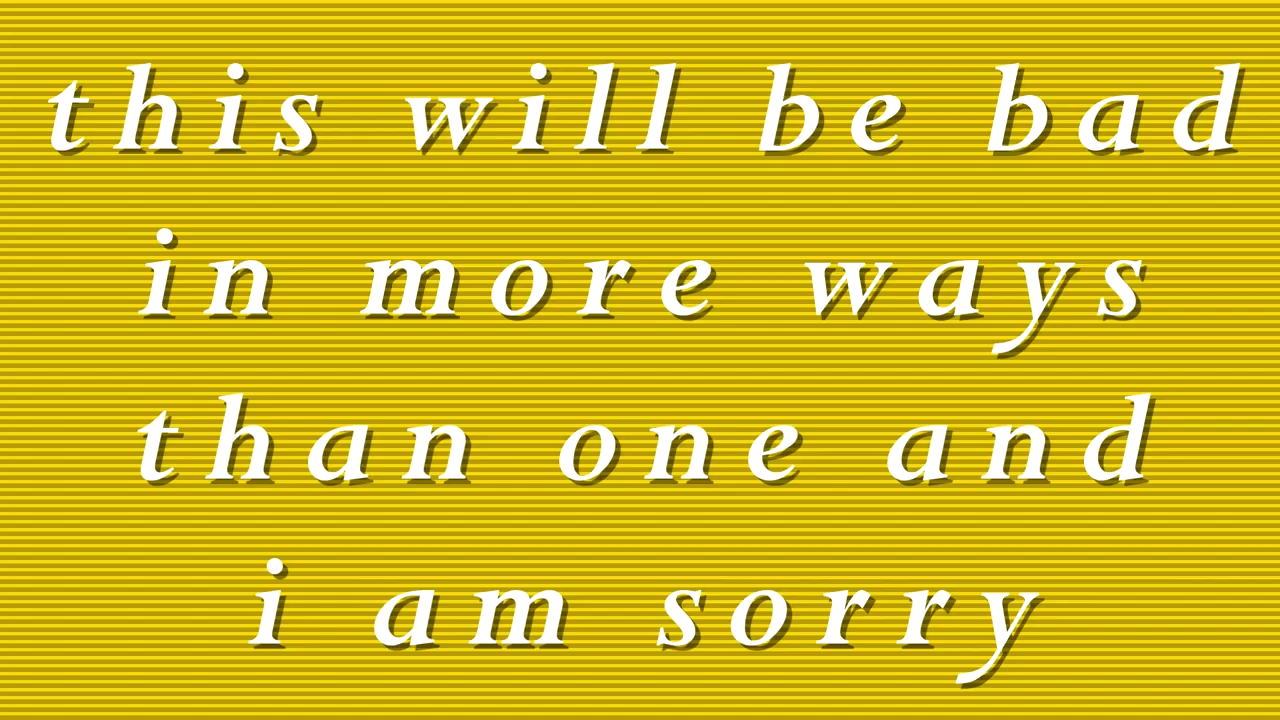 this will be bad
in more ways
than one and
i am sorry